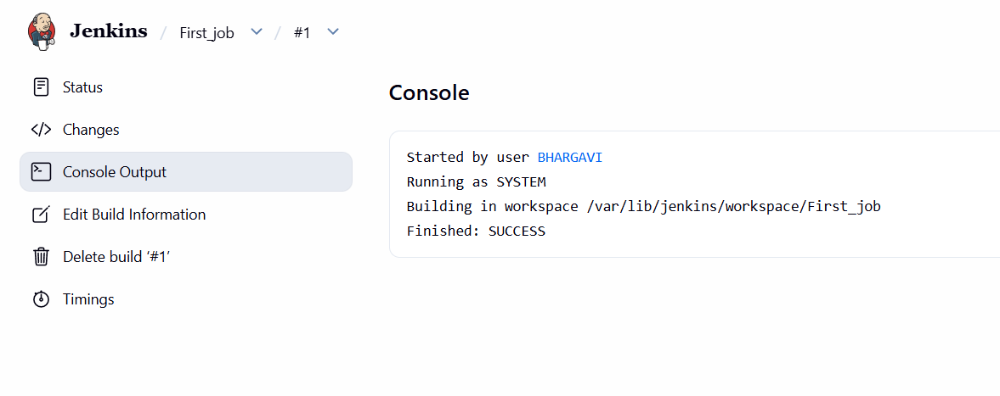 Jenkins / First_job / #1
Status
Changes
Console Output
Edit Build Information
Delete build ‘#1’
Timings
Console
Started by user BHARGAVI
Running as SYSTEM
Building in workspace /var/lib/jenkins/workspace/First_job
Finished: SUCCESS